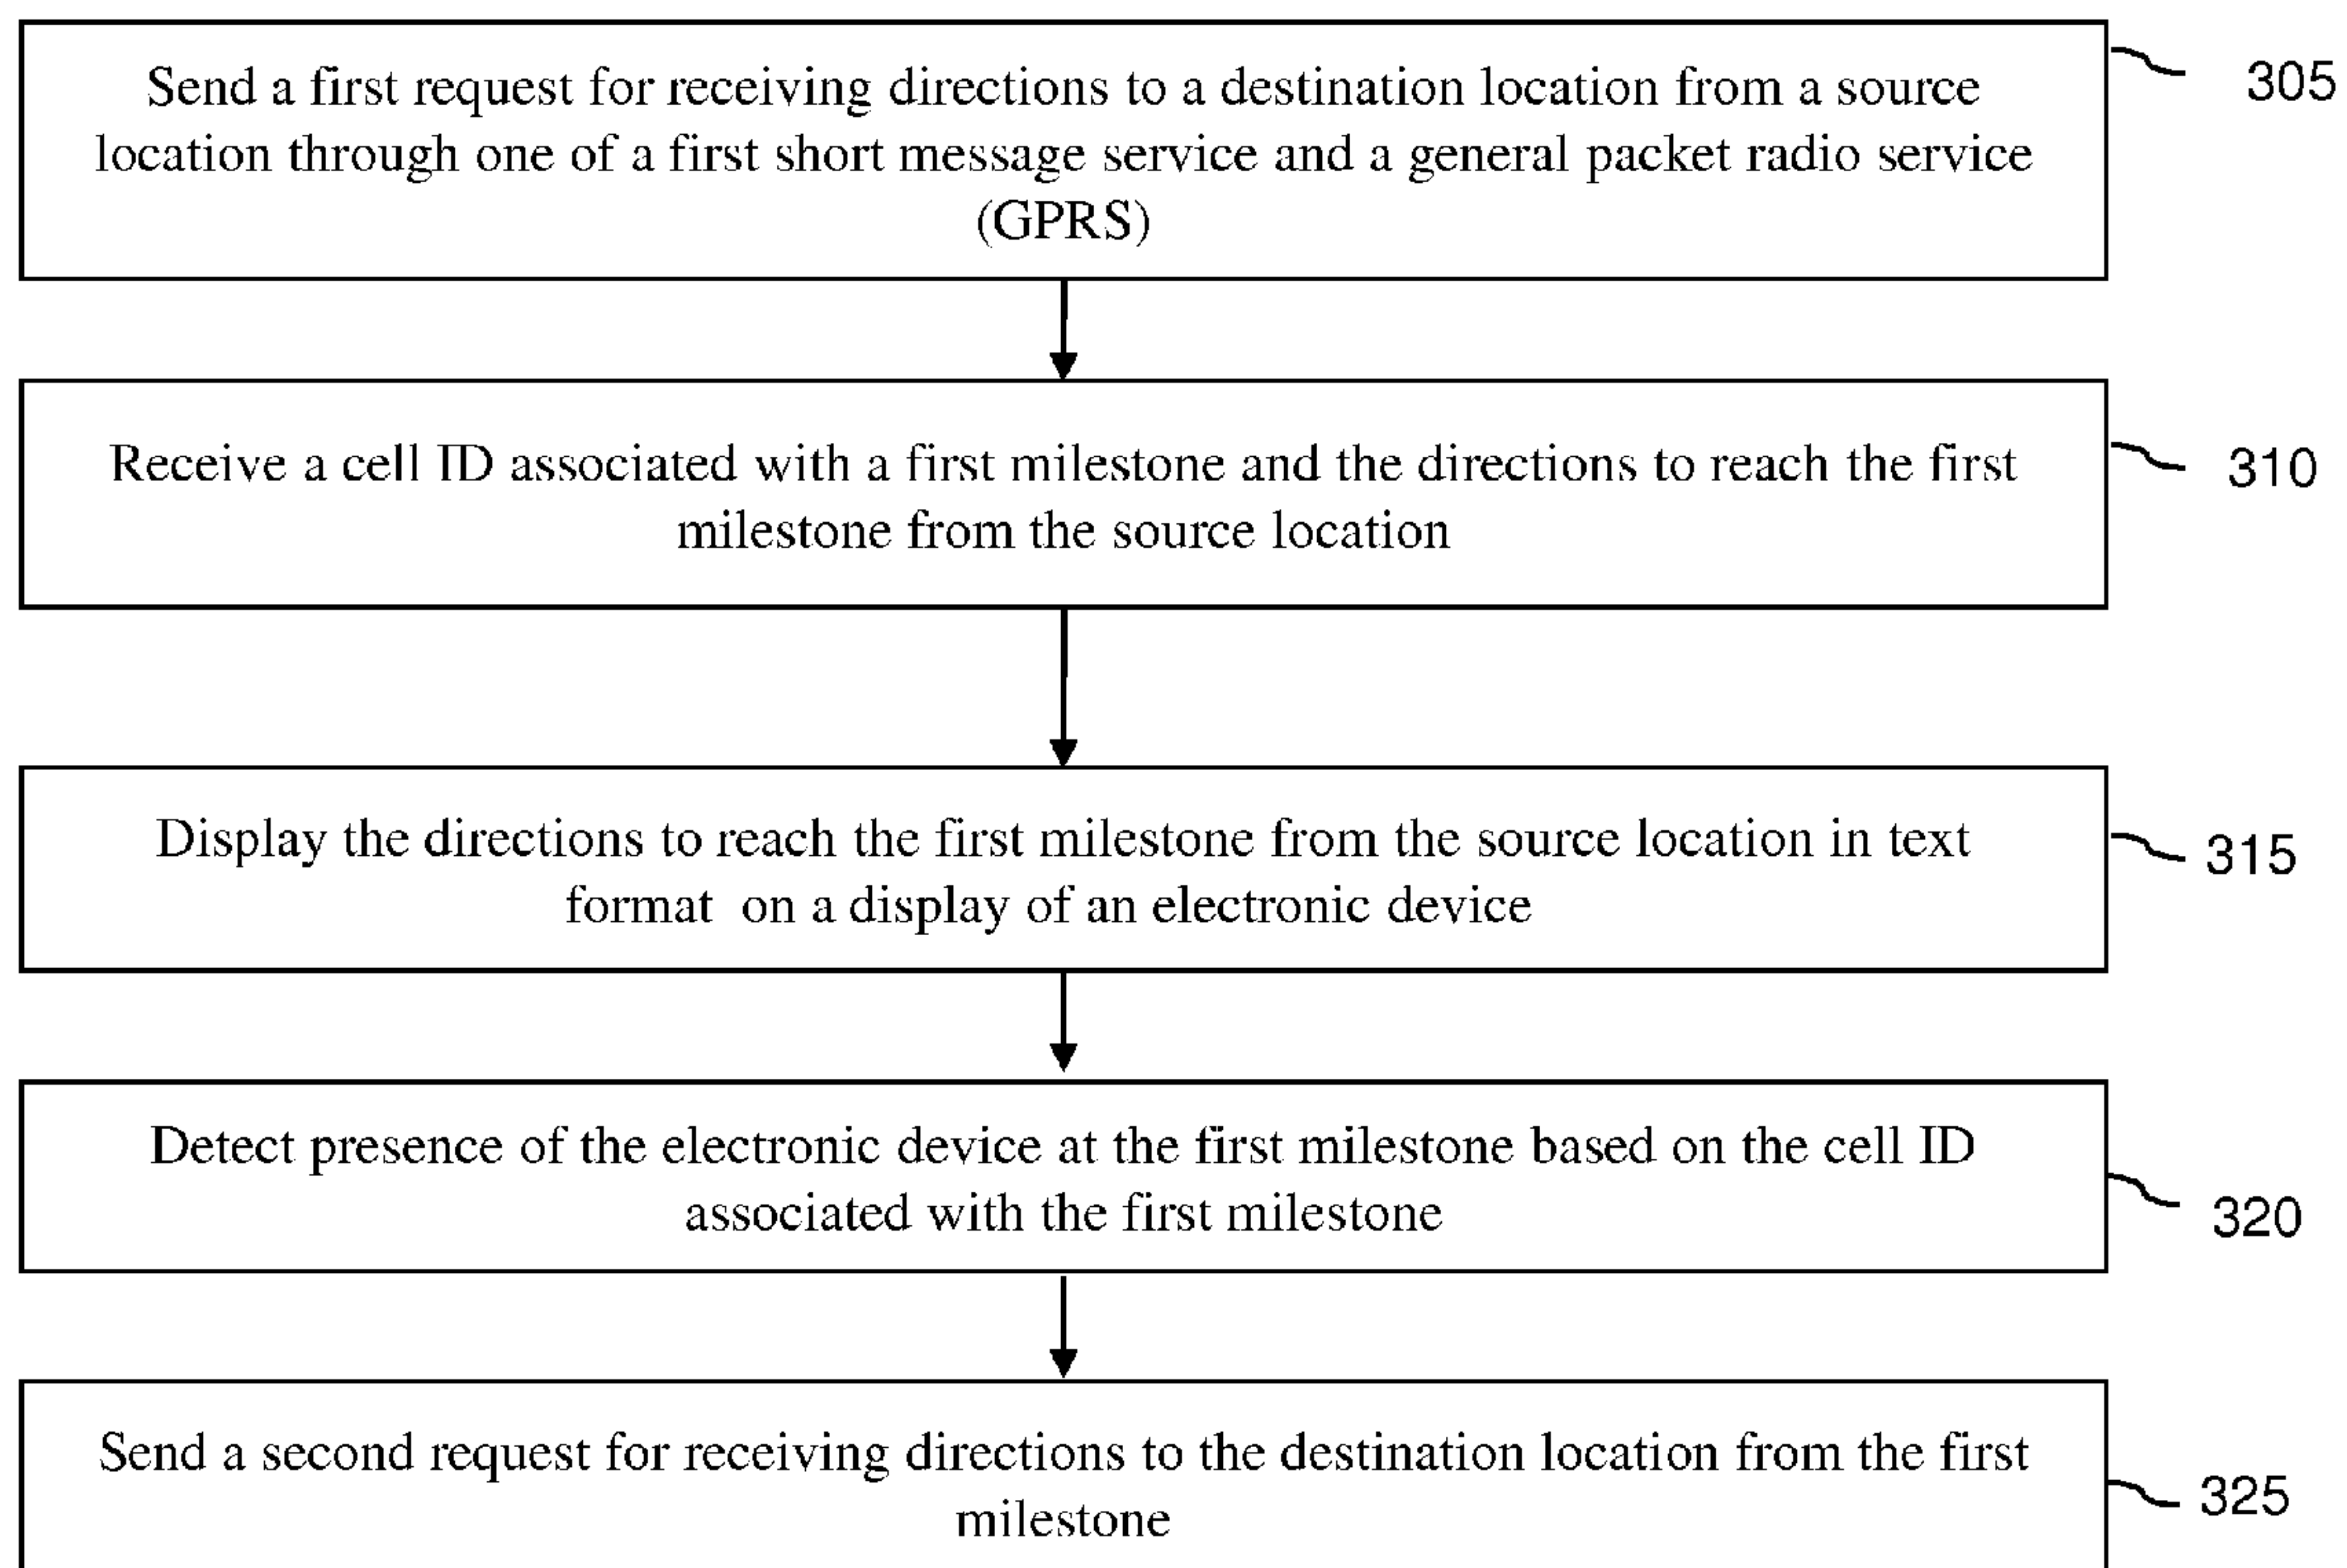 Send a first request for receiving directions to a destination location from a source
location through one of a first short message service and a general packet radio service
(GPRS)
305
Receive a cell ID associated with a first milestone and the directions to reach the first
milestone from the source location
310
Display the directions to reach the first milestone from the source location in text
format on a display of an electronic device
315
Detect presence of the electronic device at the first milestone based on the cell ID
associated with the first milestone
320
Send a second request for receiving directions to the destination location from the first
milestone
325